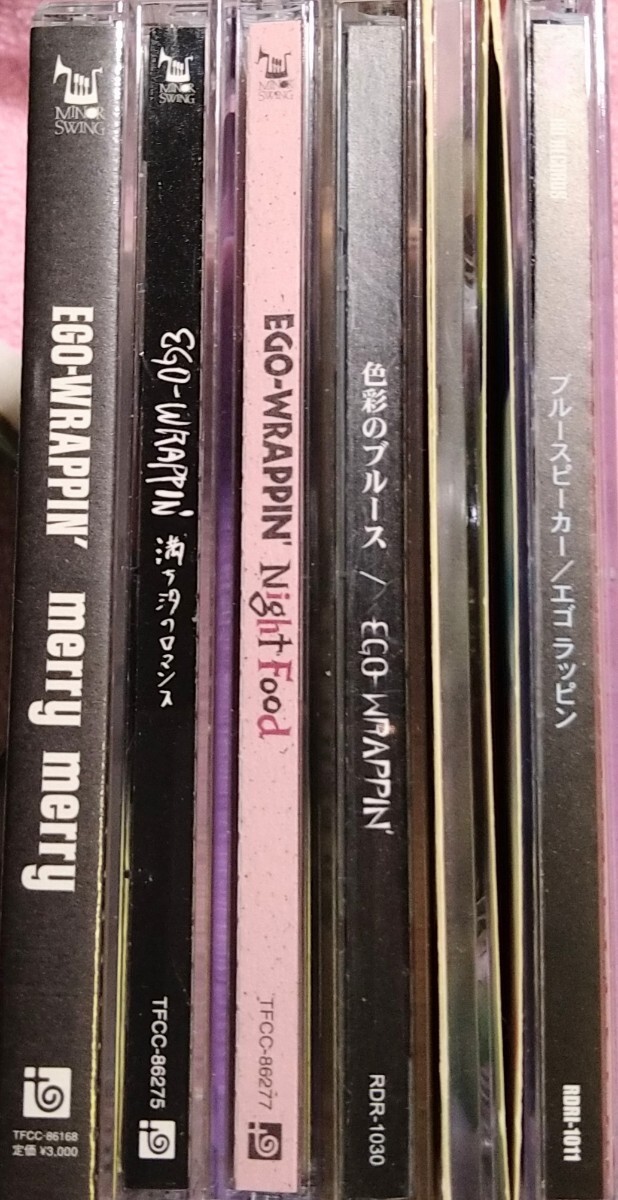 MINOR SWING
EGO-WRAPPIN' merry merry
TFCC-86168
定価 ¥3,000
MINOR SWING
EGO-WRAPPIN' 満ち汐のロマンス
TFCC-86275
MINOR SWING
EGO-WRAPPIN' Night Food
TFCC-86277
色彩のブルース / EGO-WRAPPIN'
RDR-1030
ブルースピーカー/エゴ ラッピン
RDRI-1011